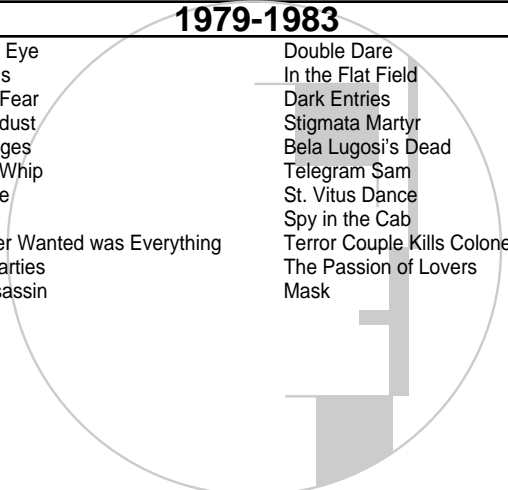 1979-1983
Eye
s
Fear
dust
ges
Whip
e
er Wanted was Everything
arties
assin
Double Dare
In the Flat Field
Dark Entries
Stigmata Martyr
Bela Lugosi's Dead
Telegram Sam
St. Vitus Dance
Spy in the Cab
Terror Couple Kills Colone
The Passion of Lovers
Mask